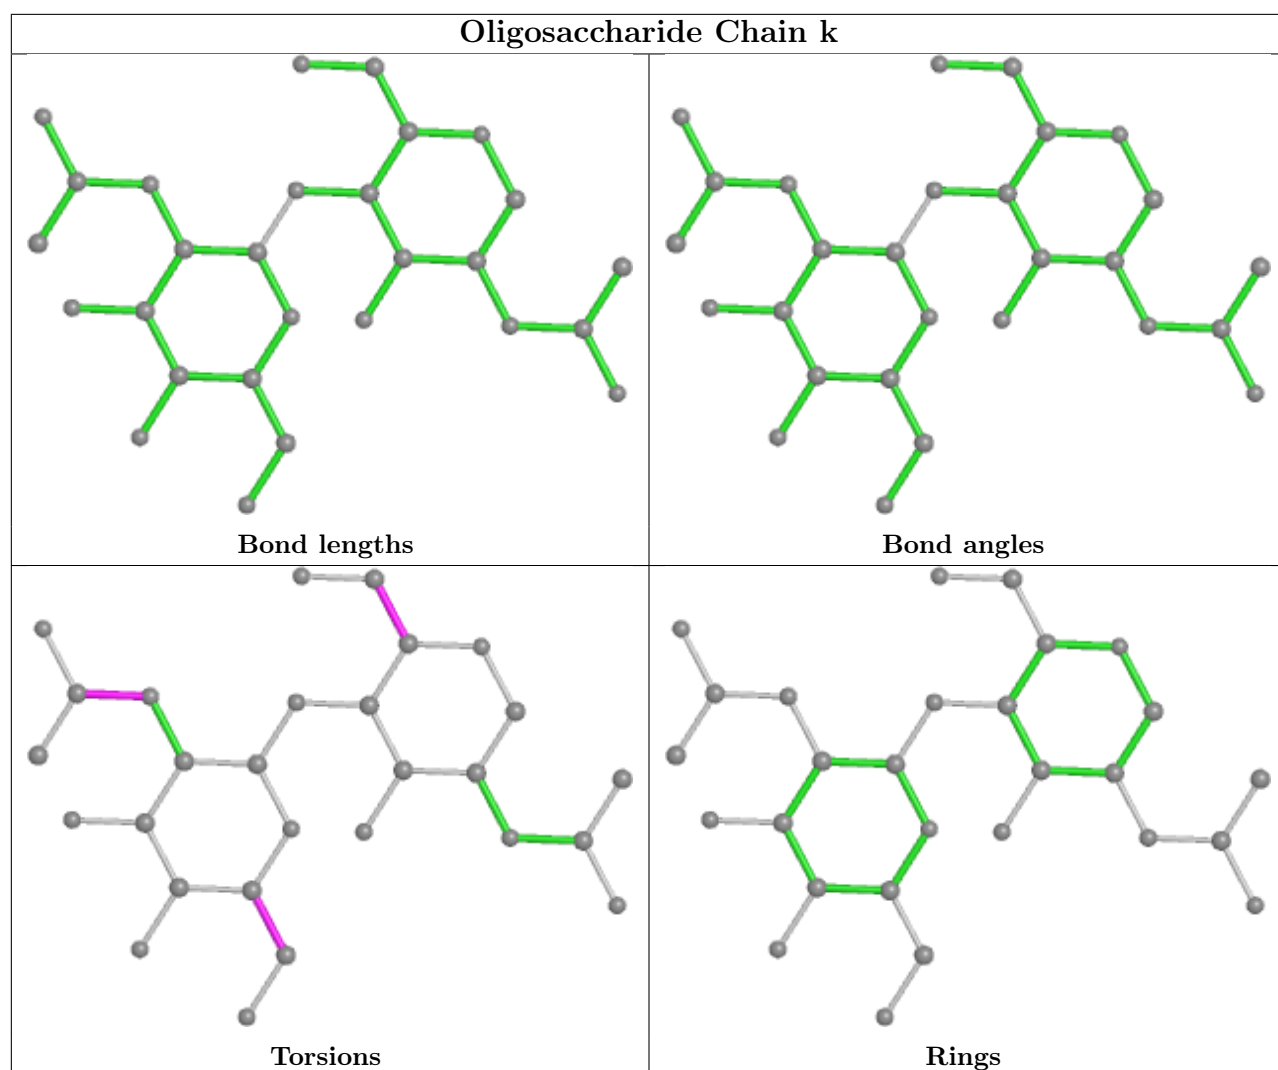 Oligosaccharide Chain k
Bond lengths
Bond angles
Torsions
Rings